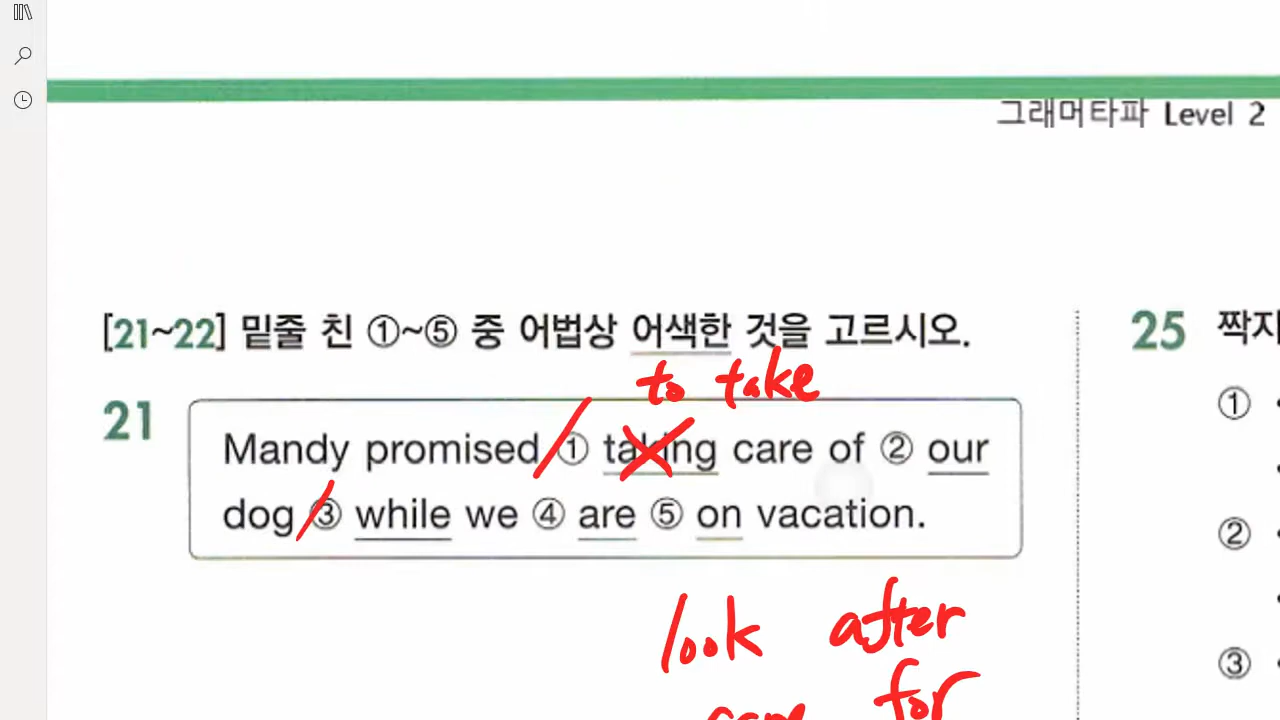 그래머타파 Level 2
[21~22] 밑줄 친 ①~⑤ 중 어법상 어색한 것을 고르시오.
to take
21
Mandy promised ① taking care of ② our
dog ③ while we ④ are ⑤ on vacation.
look after
for
25 짝지
①
②
③